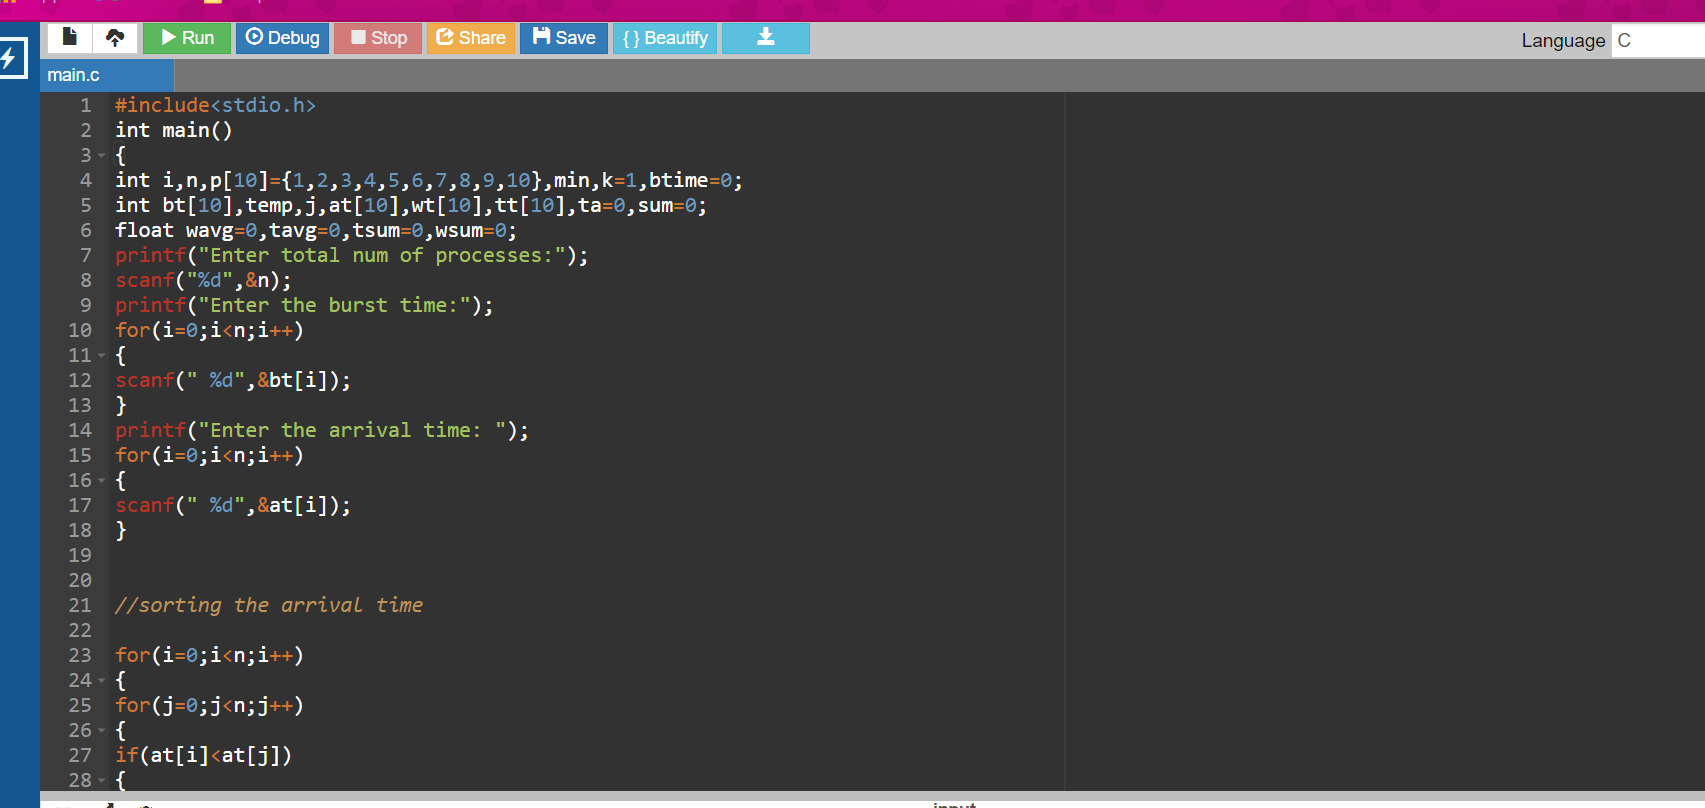 Run Debug Stop Share Save { } Beautify Language C
main.c
1 #include<stdio.h>
2 int main()
3 {
4 int i,n,p[10]={1,2,3,4,5,6,7,8,9,10},min,k=1,btime=0;
5 int bt[10],temp,j,at[10],wt[10],tt[10],ta=0,sum=0;
6 float wavg=0,tavg=0,tsum=0,wsum=0;
7 printf("Enter total num of processes:");
8 scanf("%d",&n);
9 printf("Enter the burst time:");
10 for(i=0;i<n;i++)
11 {
12 scanf(" %d",&bt[i]);
13 }
14 printf("Enter the arrival time: ");
15 for(i=0;i<n;i++)
16 {
17 scanf(" %d",&at[i]);
18 }
19
20
21 //sorting the arrival time
22
23 for(i=0;i<n;i++)
24 {
25 for(j=0;j<n;j++)
26 {
27 if(at[i]<at[j])
28 {